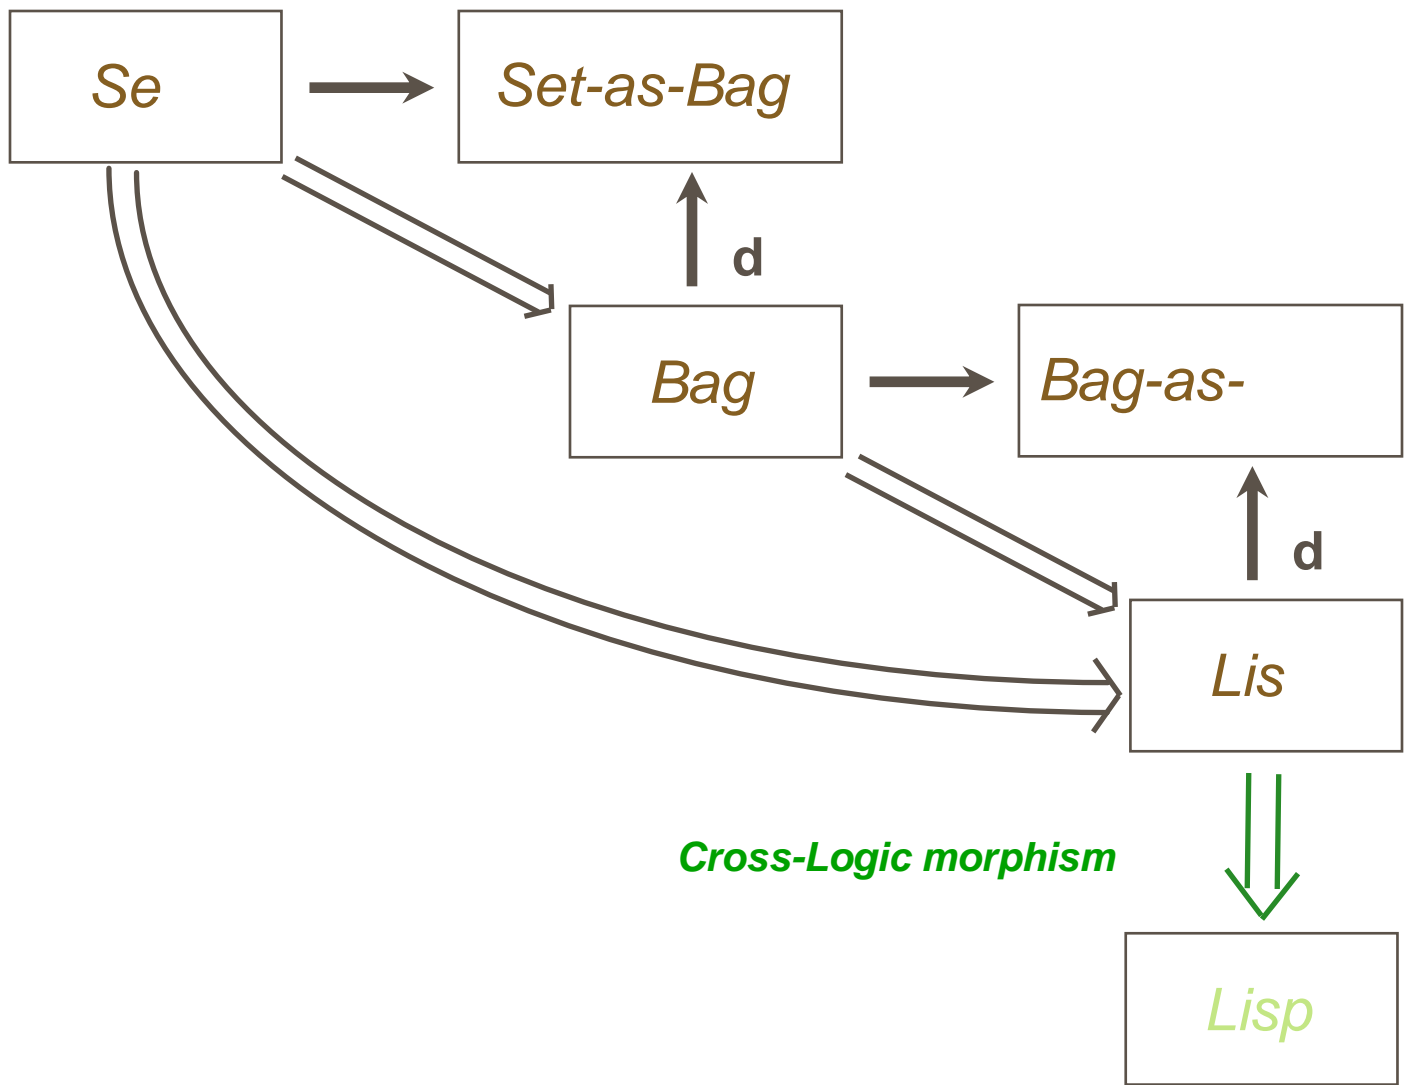 Se
Set-as-Bag
d
Bag
Bag-as-
d
Lis
Cross-Logic morphism
Lisp